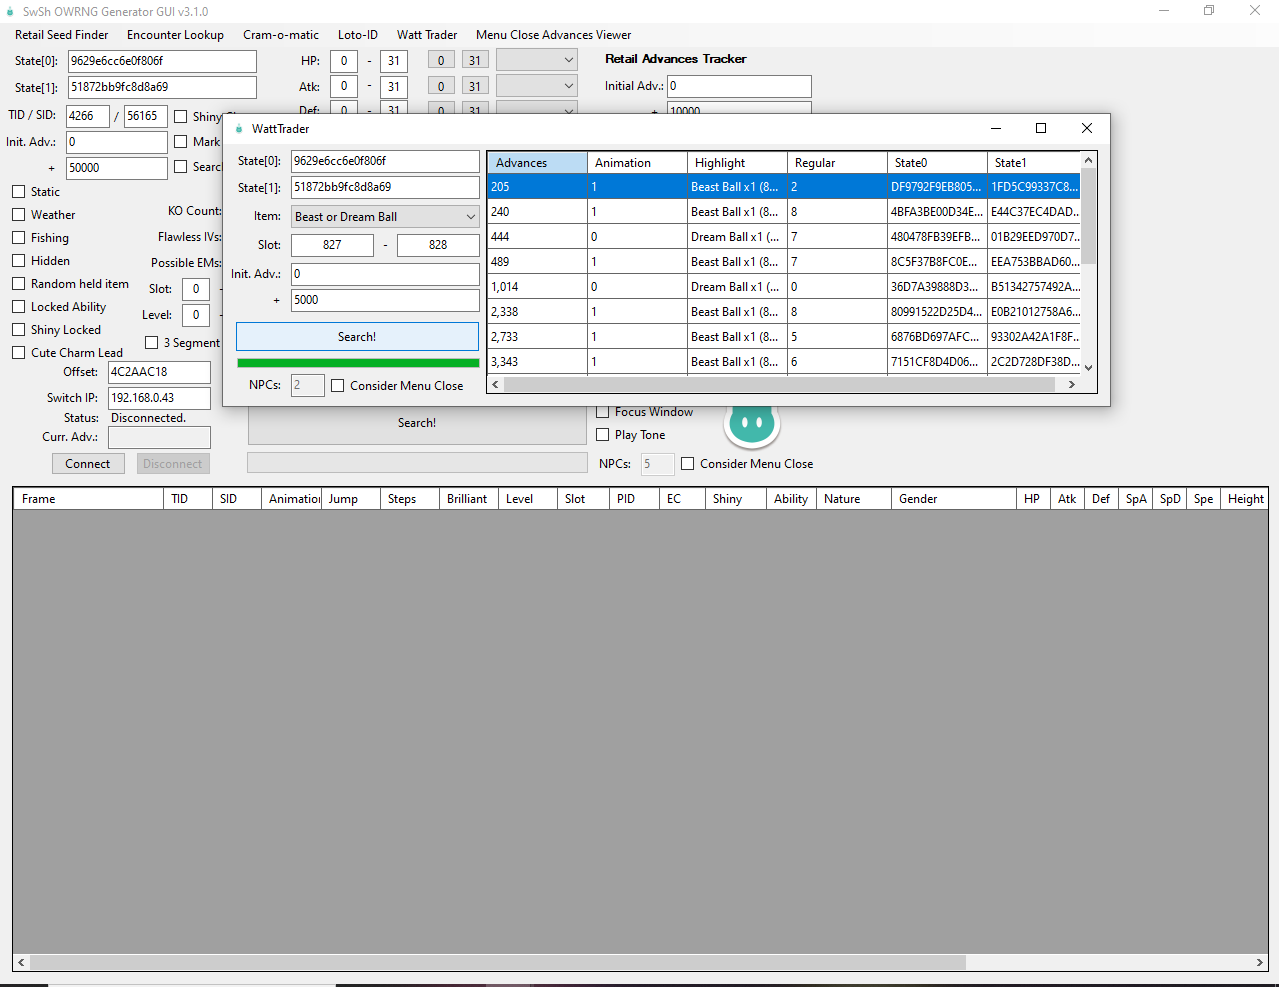 SwSh OWRNG Generator GUI v3.1.0
Retail Seed Finder Encounter Lookup Cram-o-matic Loto-ID Watt Trader Menu Close Advances Viewer
State[0]: 9629e6cc6e0f806f HP: 0 - 31 0 31 Retail Advances Tracker
State[1]: 51872bb9fc8d8a69 Atk: 0 - 31 0 31 Initial Adv.: 0
TID / SID: 4266 / 56165 Shiny Def: 0 31 0 31 + 10000
Init. Adv.: 0 Mark
+ 50000 Search
Static
Weather KO Count:
Fishing Flawless IVs:
Hidden Possible EMs:
Random held item Slot: 0 -
Locked Ability Level: 0 -
Shiny Locked 3 Segment
Cute Charm Lead
Offset: 4C2AAC18
Switch IP: 192.168.0.43
Status: Disconnected.
Curr. Adv.:
Connect Disconnect
WattTrader
State[0]: 9629e6cc6e0f806f
State[1]: 51872bb9fc8d8a69
Item: Beast or Dream Ball
Slot: 827 - 828
Init. Adv.: 0
+ 5000
Search!
NPCs: 2 Consider Menu Close
Advances Animation Highlight Regular State0 State1
205 1 Beast Ball x1 (8... 2 DF9792F9EB805... 1FD5C99337C8...
240 1 Beast Ball x1 (8... 8 4BFA3BE00D34E... E44C37EC4DAD...
444 0 Dream Ball x1 (... 7 480478FB39EFB... 01B29EED970D7...
489 1 Beast Ball x1 (8... 7 8C5F37B8FC0E... EEA753BBAD60...
1,014 0 Dream Ball x1 (... 0 36D7A39888D3... B51342757492A...
2,338 1 Beast Ball x1 (8... 8 80991522D25D4... E0B21012758A6...
2,733 1 Beast Ball x1 (8... 5 6876BD697AFC... 93302A42A1F8F...
3,343 1 Beast Ball x1 (8... 6 7151CF8D4D06... 2C2D728DF38D...
Search!
Focus Window
Play Tone
NPCs: 5 Consider Menu Close
Frame TID SID Animation Jump Steps Brilliant Level Slot PID EC Shiny Ability Nature Gender HP Atk Def SpA SpD Spe Height